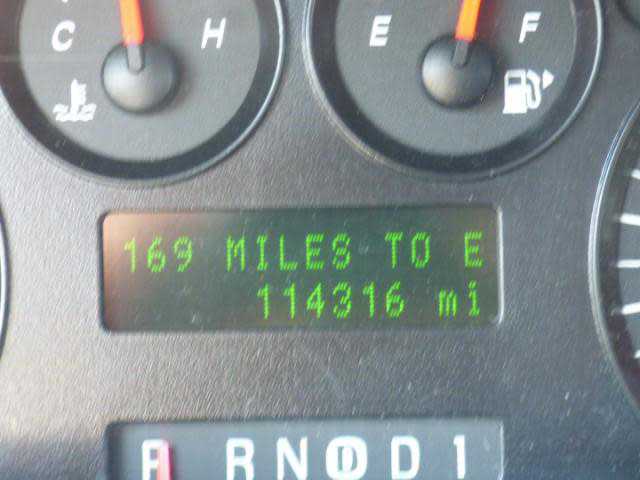 C H E F
169 MILES TO E
114316 mi
P R N D D 1